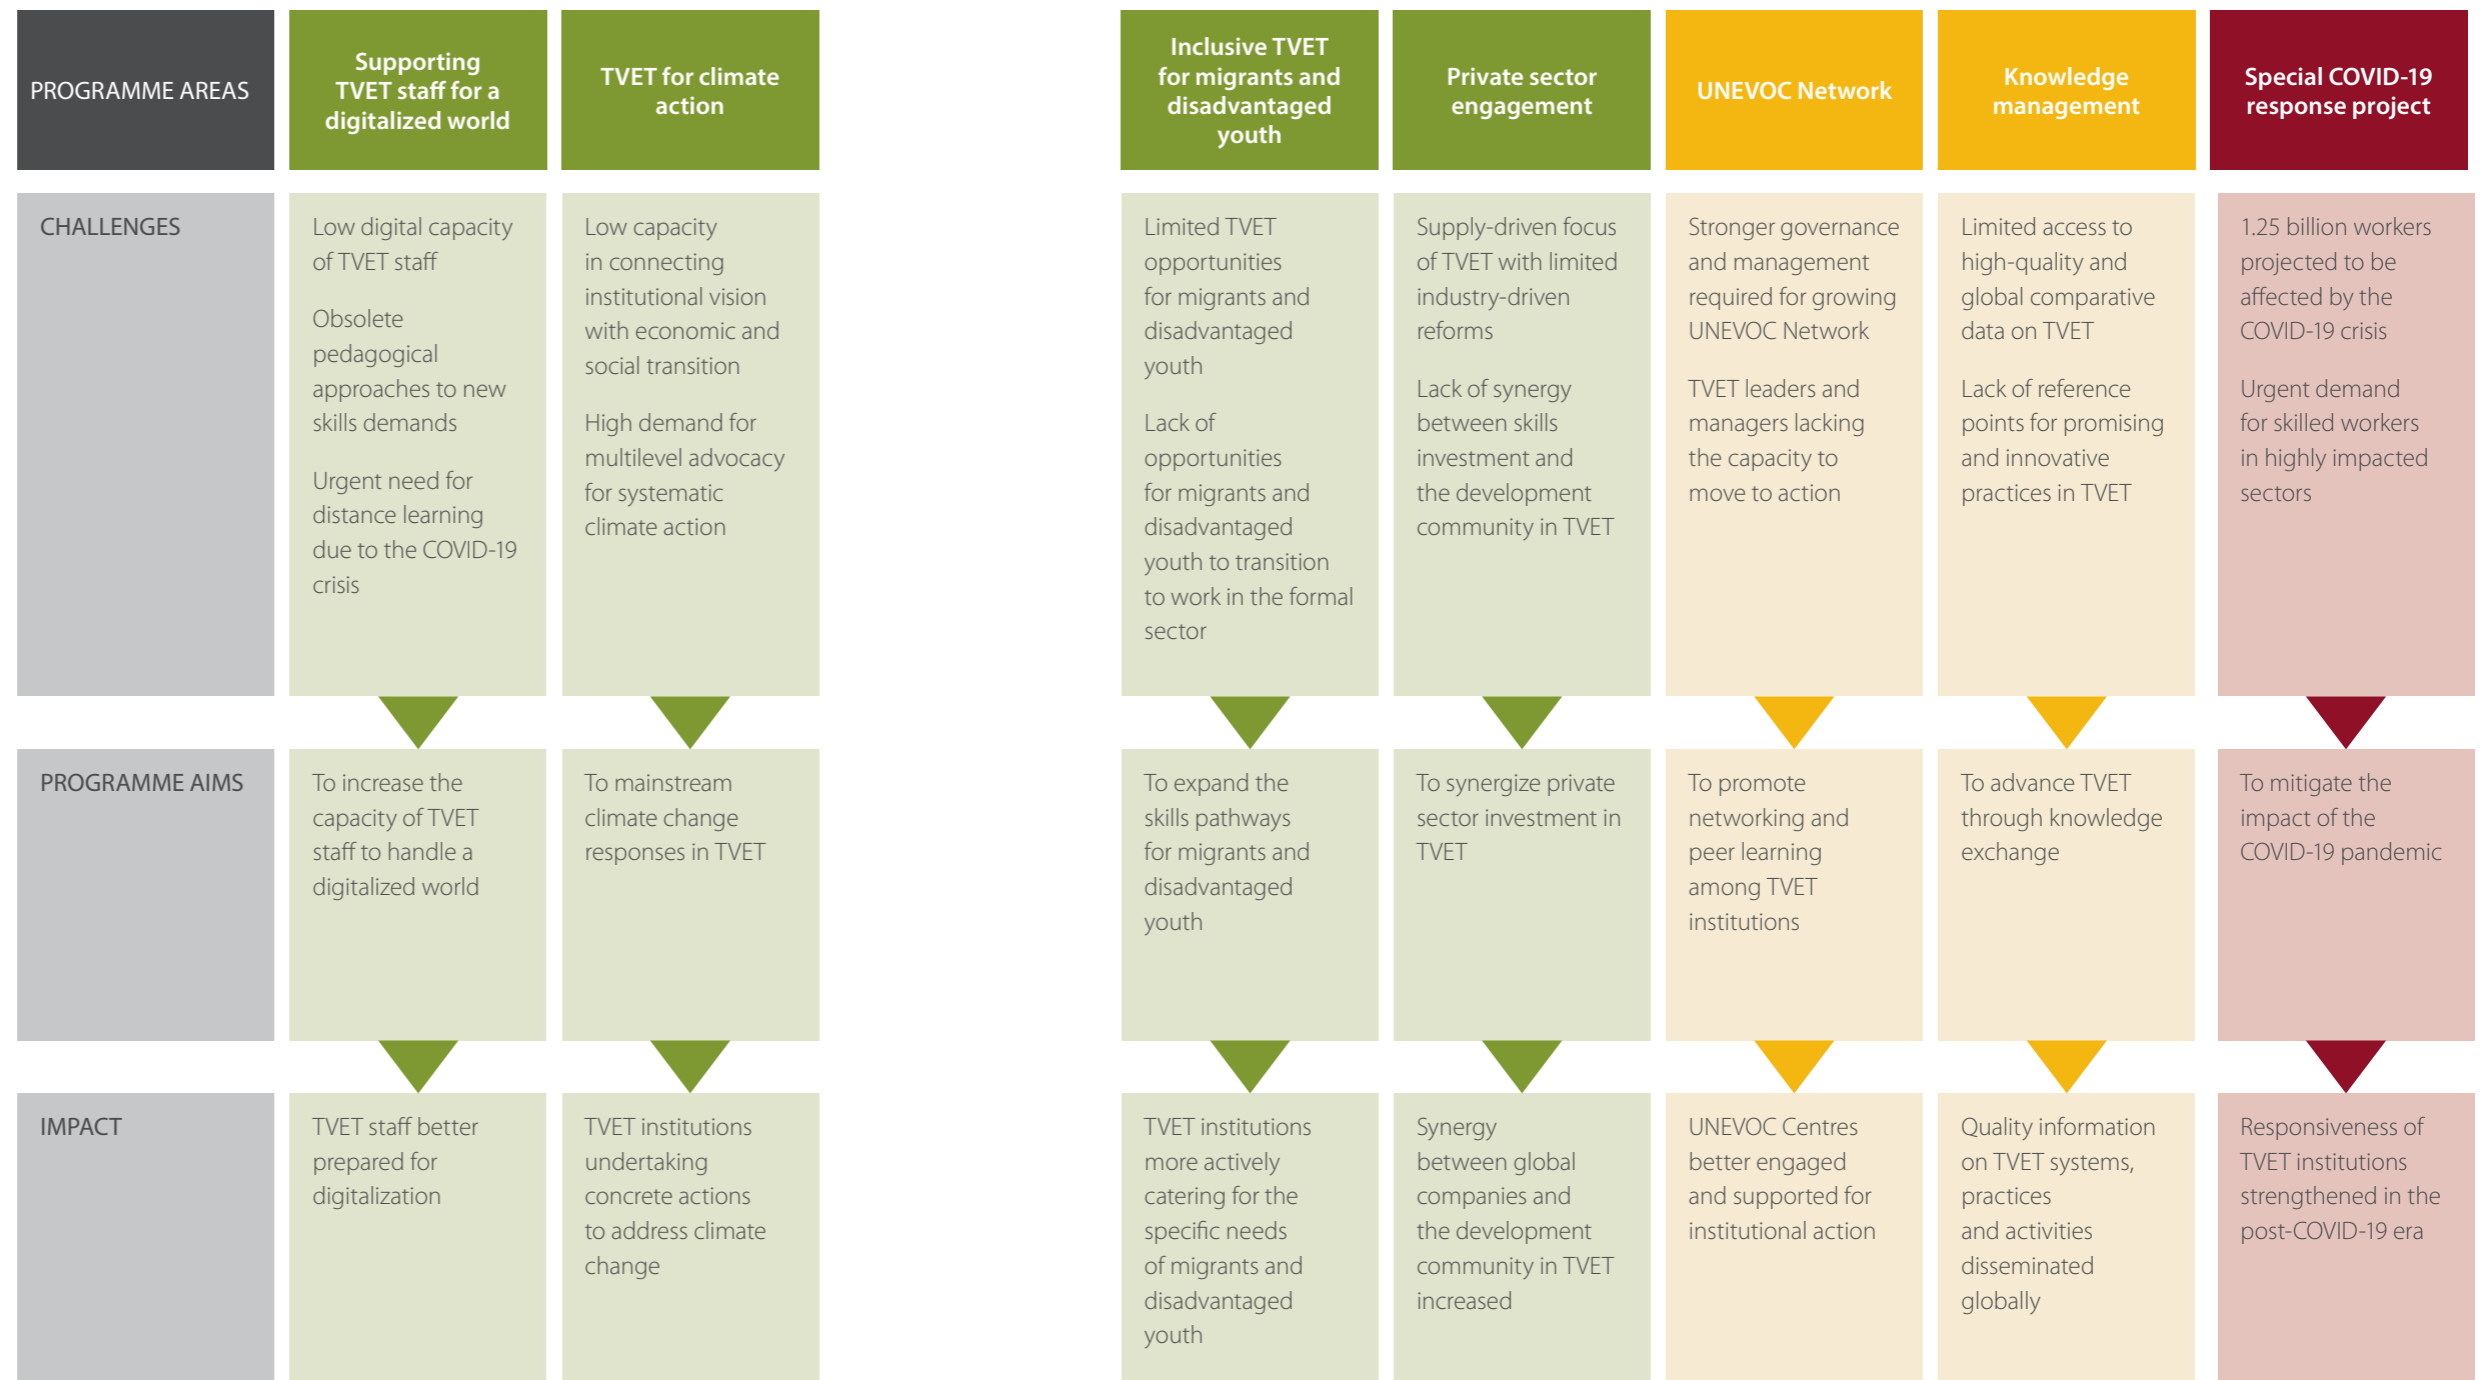 PROGRAMME AREAS
Supporting
TVET staff for a
digitalized world
TVET for climate
action
Inclusive TVET
for migrants and
disadvantaged
youth
Private sector
engagement
UNEVOC Network
Knowledge
management
Special COVID-19
response project
CHALLENGES
Low digital capacity
of TVET staff
Obsolete
pedagogical
approaches to new
skills demands
Urgent need for
distance learning
due to the COVID-19
crisis
Low capacity
in connecting
institutional vision
with economic and
social transition
High demand for
multilevel advocacy
for systematic
climate action
Limited TVET
opportunities
for migrants and
disadvantaged
youth
Lack of
opportunities
for migrants and
disadvantaged
youth to transition
to work in the formal
sector
Supply-driven focus
of TVET with limited
industry-driven
reforms
Lack of synergy
between skills
investment and
the development
community in TVET
Stronger governance
and management
required for growing
UNEVOC Network
TVET leaders and
managers lacking
the capacity to
move to action
Limited access to
high-quality and
global comparative
data on TVET
Lack of reference
points for promising
and innovative
practices in TVET
1.25 billion workers
projected to be
affected by the
COVID-19 crisis
Urgent demand
for skilled workers
in highly impacted
sectors
PROGRAMME AIMS
To increase the
capacity of TVET
staff to handle a
digitalized world
To mainstream
climate change
responses in TVET
To expand the
skills pathways
for migrants and
disadvantaged
youth
To synergize private
sector investment in
TVET
To promote
networking and
peer learning
among TVET
institutions
To advance TVET
through knowledge
exchange
To mitigate the
impact of the
COVID-19 pandemic
IMPACT
TVET staff better
prepared for
digitalization
TVET institutions
undertaking
concrete actions
to address climate
change
TVET institutions
more actively
catering for the
specific needs
of migrants and
disadvantaged
youth
Synergy
between global
companies and
the development
community in TVET
increased
UNEVOC Centres
better engaged
and supported for
institutional action
Quality information
on TVET systems,
practices
and activities
disseminated
globally
Responsiveness of
TVET institutions
strengthened in the
post-COVID-19 era